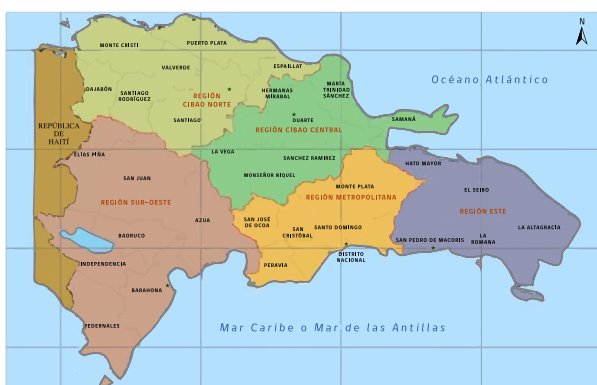 N
MONTE CRISTI
PUERTO PLATA
VALVERDE
ESPAILLAT
Océano Atlántico
DAJABÓN
SANTIAGO
RODRÍGUEZ
REGIÓN
CIBAO NORTE
HERMANAS
MIRABAL
MARÍA
TRINIDAD
SÁNCHEZ
SANTIAGO
DUARTE
SAMANÁ
REPÚBLICA
DE
HAITÍ
REGIÓN CIBAO CENTRAL
ELÍAS PIÑA
LA VEGA
SANCHEZ RAMIREZ
HATO MAYOR
SAN JUAN
MONSEÑOR NIQUEL
MONTE PLATA
EL SEIBO
REGIÓN SUR-OESTE
REGIÓN METROPOLITANA
REGIÓN ESTE
AZUA
SAN JOSÉ
DE OCOA
SAN
CRISTÓBAL
SANTO DOMINGO
LA ALTAGRACIA
BAORUCO
SAN PEDRO DE MACORIS
LA
ROMANA
DISTRITO
NACIONAL
INDEPENDENCIA
PERAVIA
BARAHONA
PEDERNALES
Mar Caribe o Mar de las Antillas